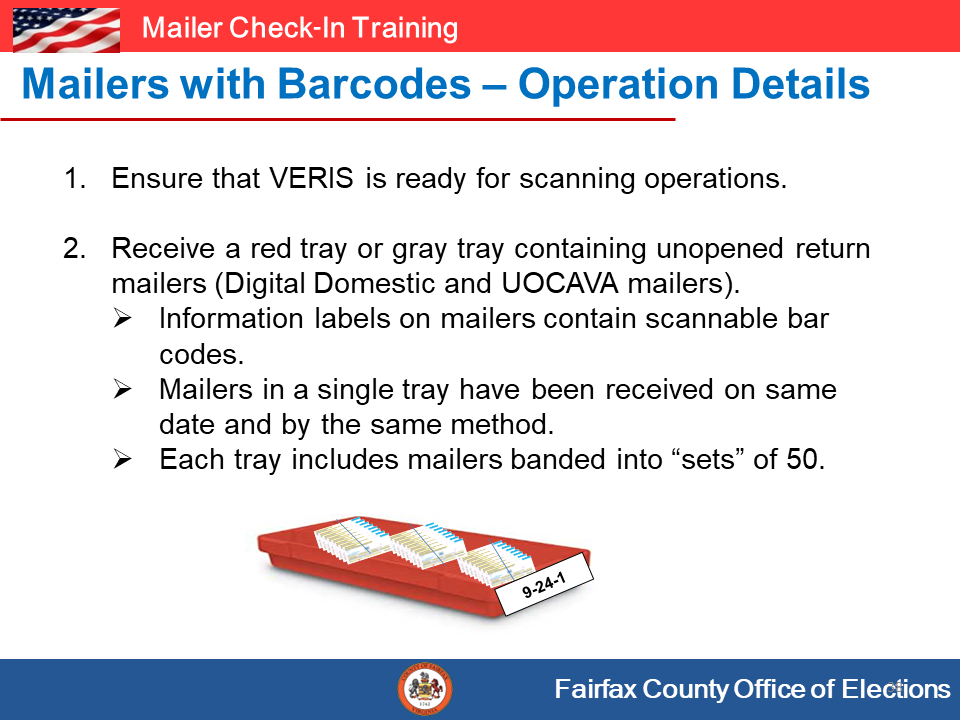 Mailer Check-In Training
Mailers with Barcodes – Operation Details
1. Ensure that VERIS is ready for scanning operations.
2. Receive a red tray or gray tray containing unopened return
mailers (Digital Domestic and UOCAVA mailers).
➢ Information labels on mailers contain scannable bar
codes.
➢ Mailers in a single tray have been received on same
date and by the same method.
➢ Each tray includes mailers banded into “sets” of 50.
9-24-1
Fairfax County Office of Elections